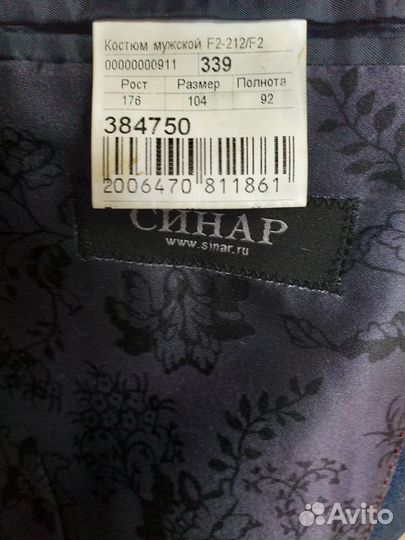 Костюм мужской F2-212/F2
00000000911 339
Рост Размер Полнота
176 104 92
384750
2006470 811861
СИНАР
www.sinar.ru
Avito